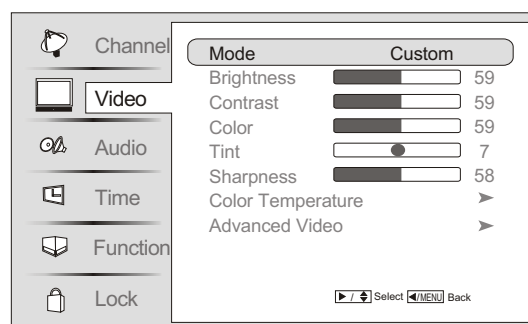 Channel
Video
Audio
Time
Function
Lock
Mode Custom
Brightness 59
Contrast 59
Color 59
Tint 7
Sharpness 58
Color Temperature
Advanced Video
/ Select /MENU Back